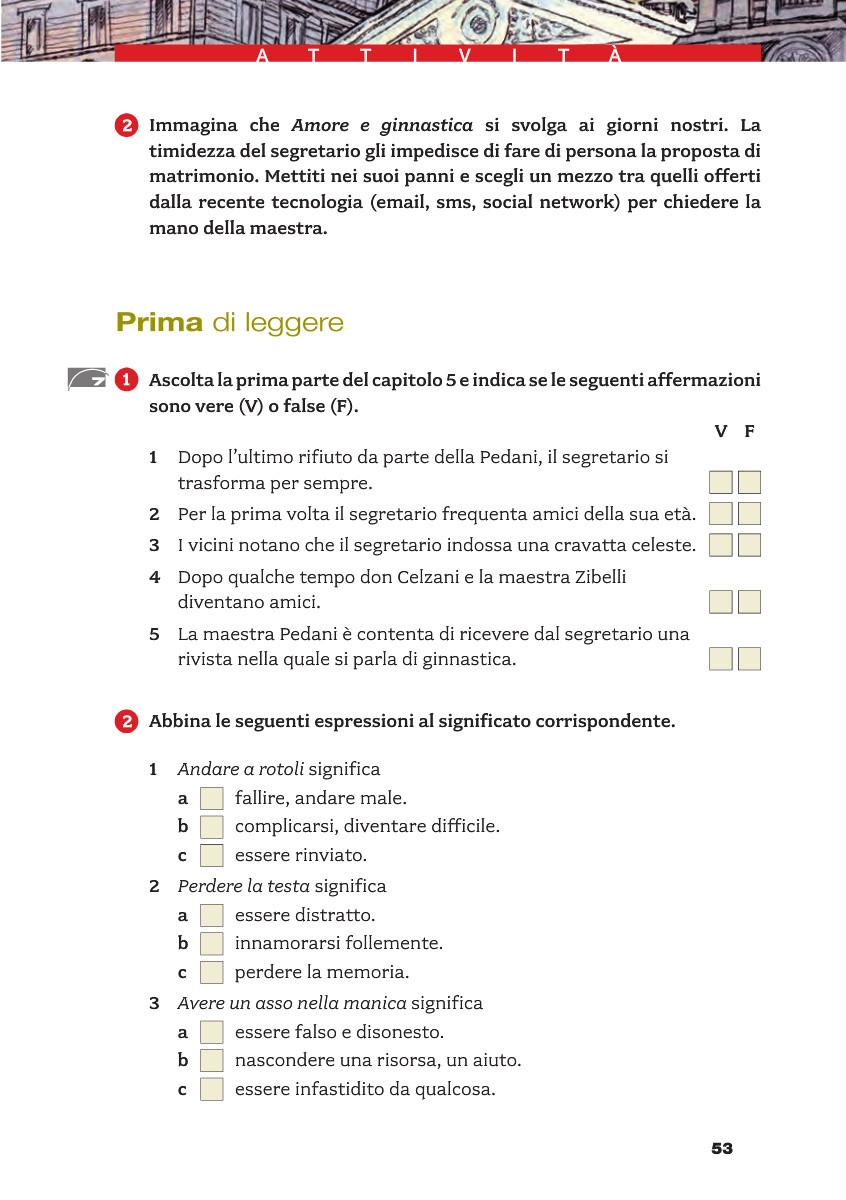 ATTIVITÀ
2 Immagina che Amore e ginnastica si svolga ai giorni nostri. La
timidezza del segretario gli impedisce di fare di persona la proposta di
matrimonio. Mettiti nei suoi panni e scegli un mezzo tra quelli offerti
dalla recente tecnologia (email, sms, social network) per chiedere la
mano della maestra.
Prima di leggere
7 1 Ascolta la prima parte del capitolo 5 e indica se le seguenti affermazioni
sono vere (V) o false (F).
V F
1 Dopo l'ultimo rifiuto da parte della Pedani, il segretario si
trasforma per sempre.
2 Per la prima volta il segretario frequenta amici della sua età.
3 I vicini notano che il segretario indossa una cravatta celeste.
4 Dopo qualche tempo don Celzani e la maestra Zibelli
diventano amici.
5 La maestra Pedani è contenta di ricevere dal segretario una
rivista nella quale si parla di ginnastica.
2 Abbina le seguenti espressioni al significato corrispondente.
1 Andare a rotoli significa
a fallire, andare male.
b complicarsi, diventare difficile.
c essere rinviato.
2 Perdere la testa significa
a essere distratto.
b innamorarsi follemente.
c perdere la memoria.
3 Avere un asso nella manica significa
a essere falso e disonesto.
b nascondere una risorsa, un aiuto.
c essere infastidito da qualcosa.
53